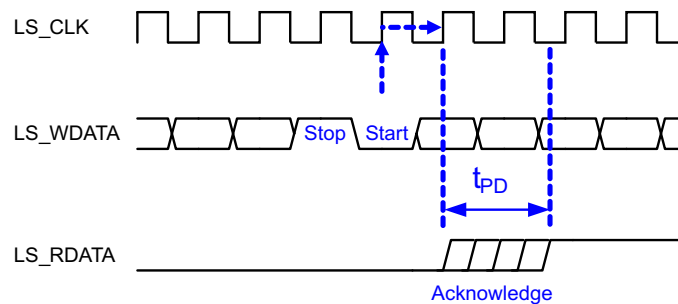 LS_CLK
LS_WDATA
Stop
Start
tPD
LS_RDATA
Acknowledge